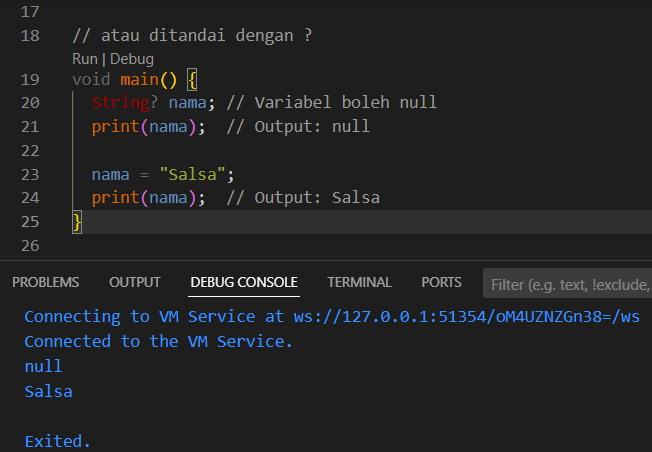 17
18 // atau ditandai dengan ?
Run | Debug
19 void main() {
20 String? nama; // Variabel boleh null
21 print(nama); // Output: null
22
23 nama = "Salsa";
24 print(nama); // Output: Salsa
25 }
26
PROBLEMS OUTPUT DEBUG CONSOLE TERMINAL PORTS Filter (e.g. text, !exclude,
Connecting to VM Service at ws://127.0.0.1:51354/oM4UZNZGn38=/ws
Connected to the VM Service.
null
Salsa
Exited.